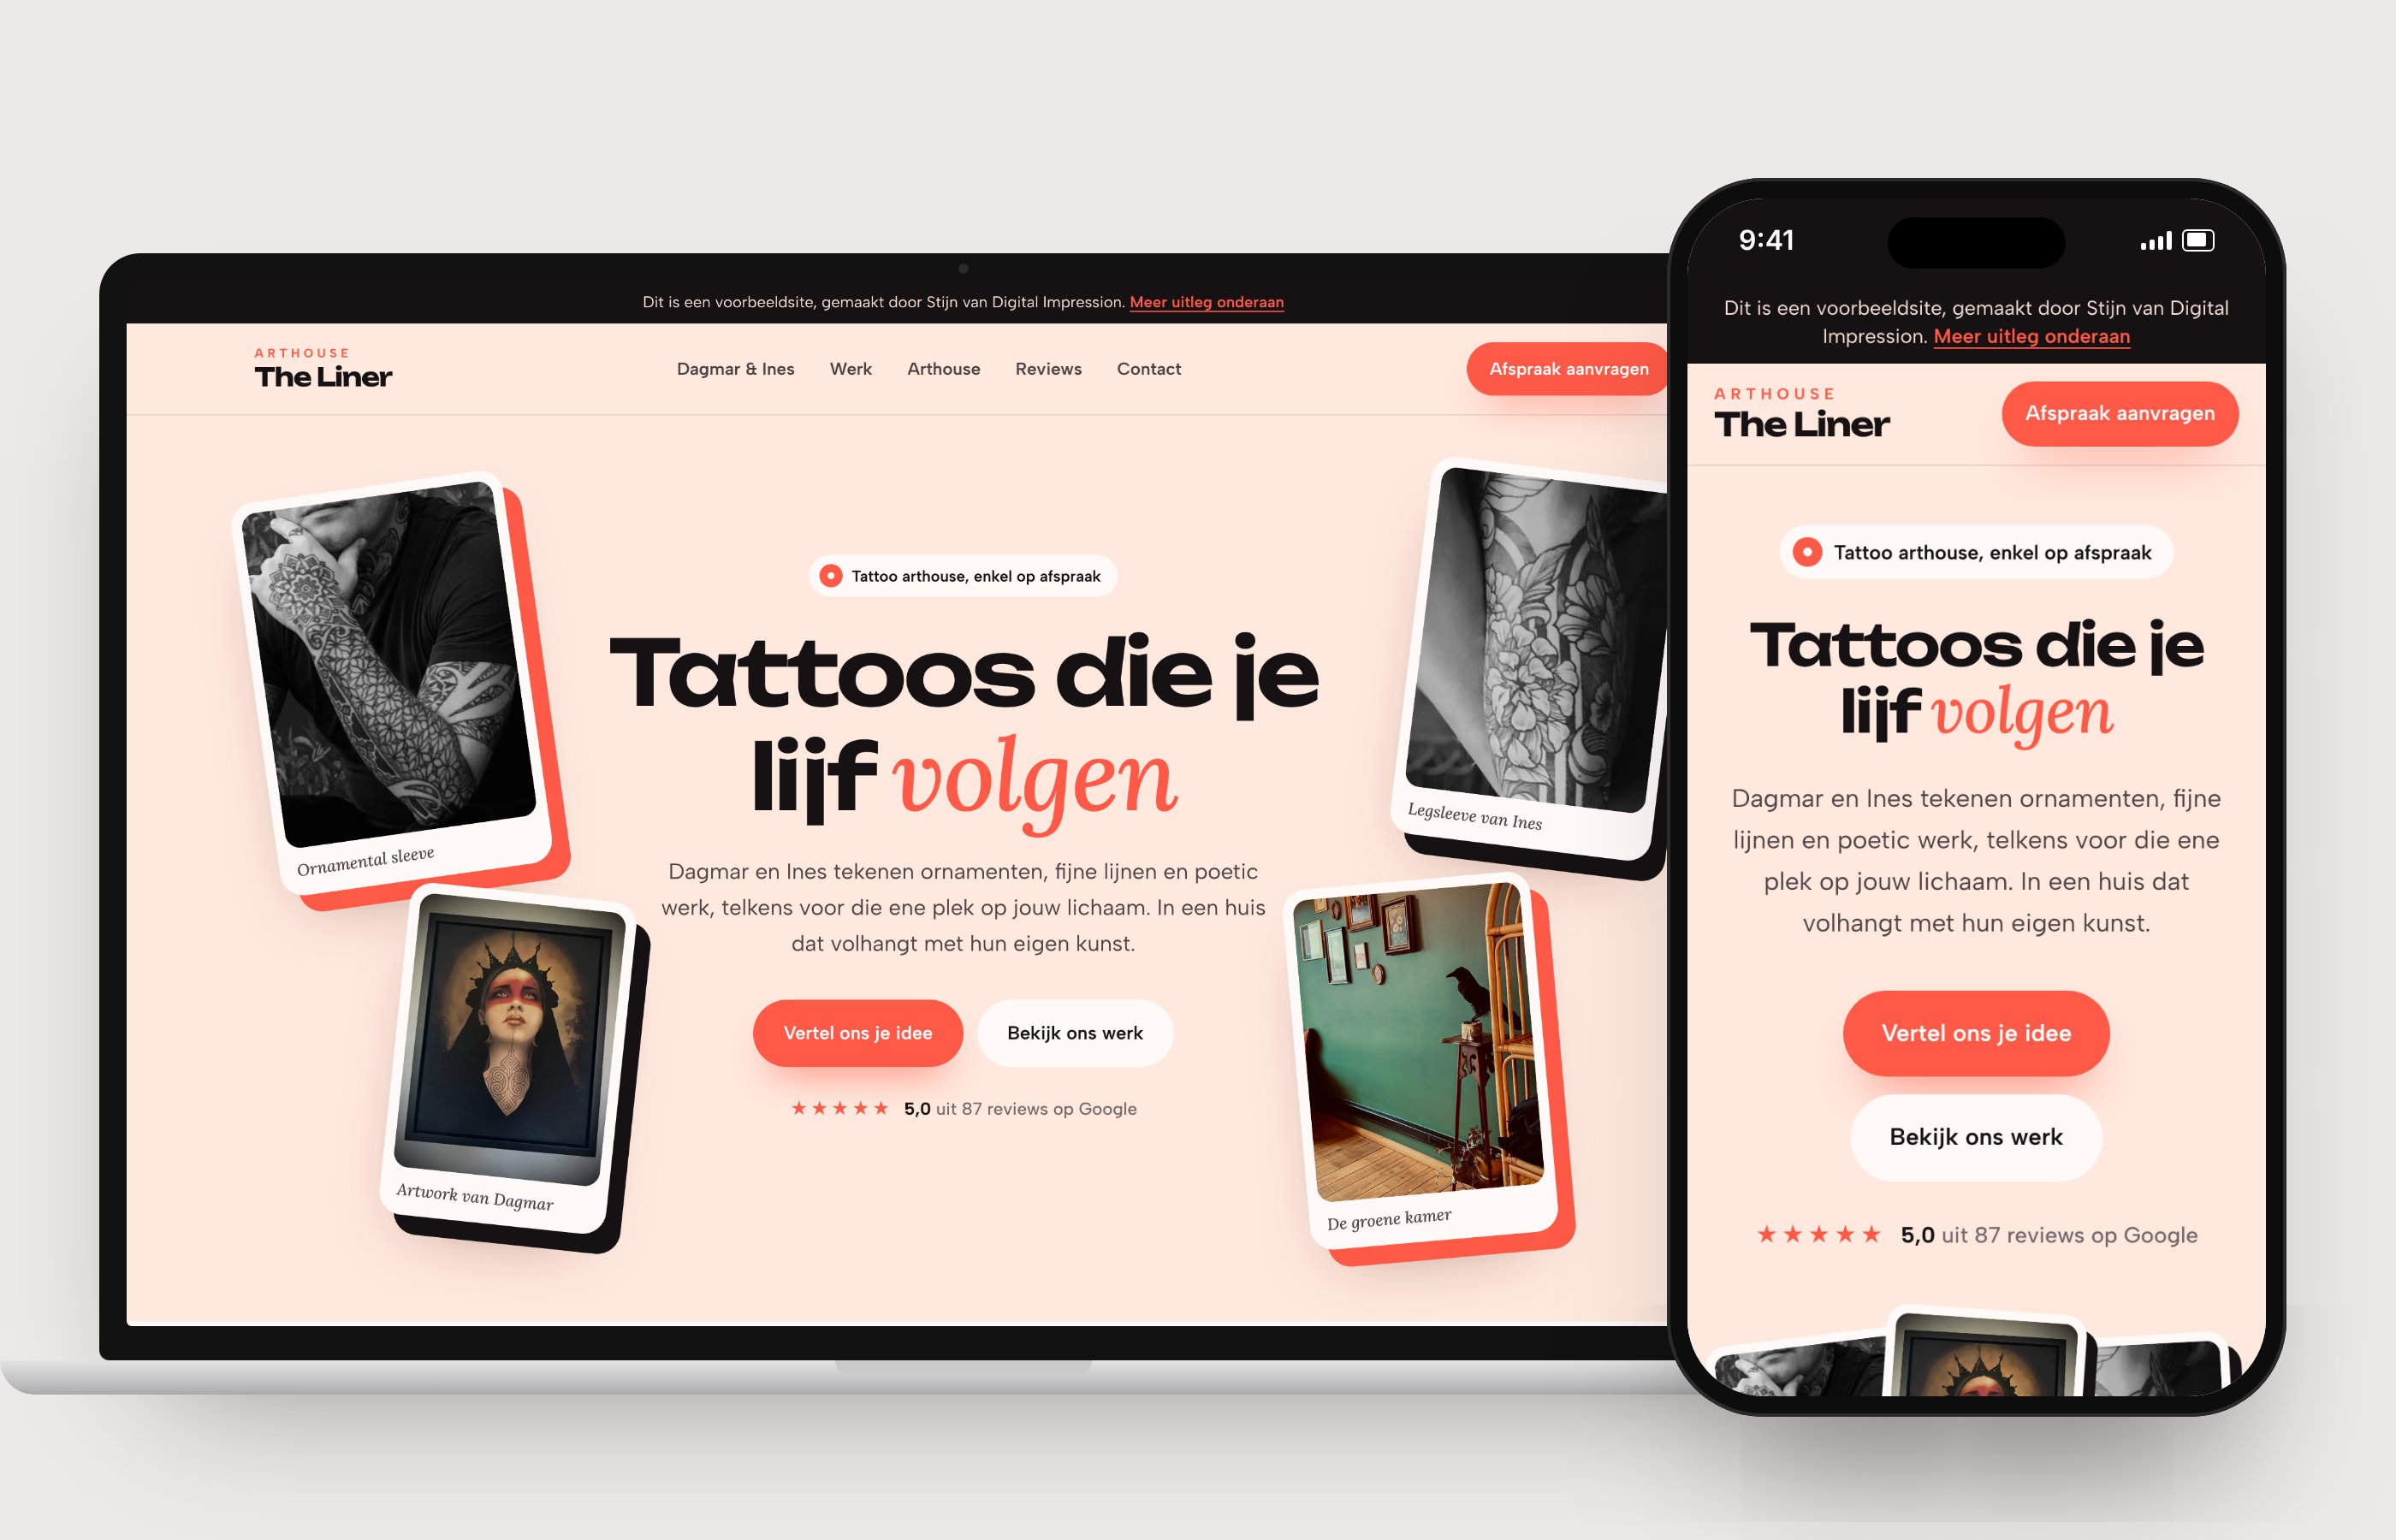 Dit is een voorbeeldsite, gemaakt door Stijn van Digital Impression. Meer uitleg onderaan
ARTHOUSE
The Liner
Dagmar & Ines
Werk
Arthouse
Reviews
Contact
Afspraak aanvragen
Tattoo arthouse, enkel op afspraak
Tattoos die je
lijf volgen
Dagmar en Ines tekenen ornamenten, fijne lijnen en poetic
werk, telkens voor die ene plek op jouw lichaam. In een huis
dat volhangt met hun eigen kunst.
Vertel ons je idee
Bekijk ons werk
5,0 uit 87 reviews op Google
Ornamental sleeve
Artwork van Dagmar
Legsleeve van Ines
De groene kamer
9:41
Dit is een voorbeeldsite, gemaakt door Stijn van Digital
Impression. Meer uitleg onderaan
ARTHOUSE
The Liner
Afspraak aanvragen
Tattoo arthouse, enkel op afspraak
Tattoos die je
lijf volgen
Dagmar en Ines tekenen ornamenten, fijne
lijnen en poetic werk, telkens voor die ene
plek op jouw lichaam. In een huis dat
volhangt met hun eigen kunst.
Vertel ons je idee
Bekijk ons werk
5,0 uit 87 reviews op Google